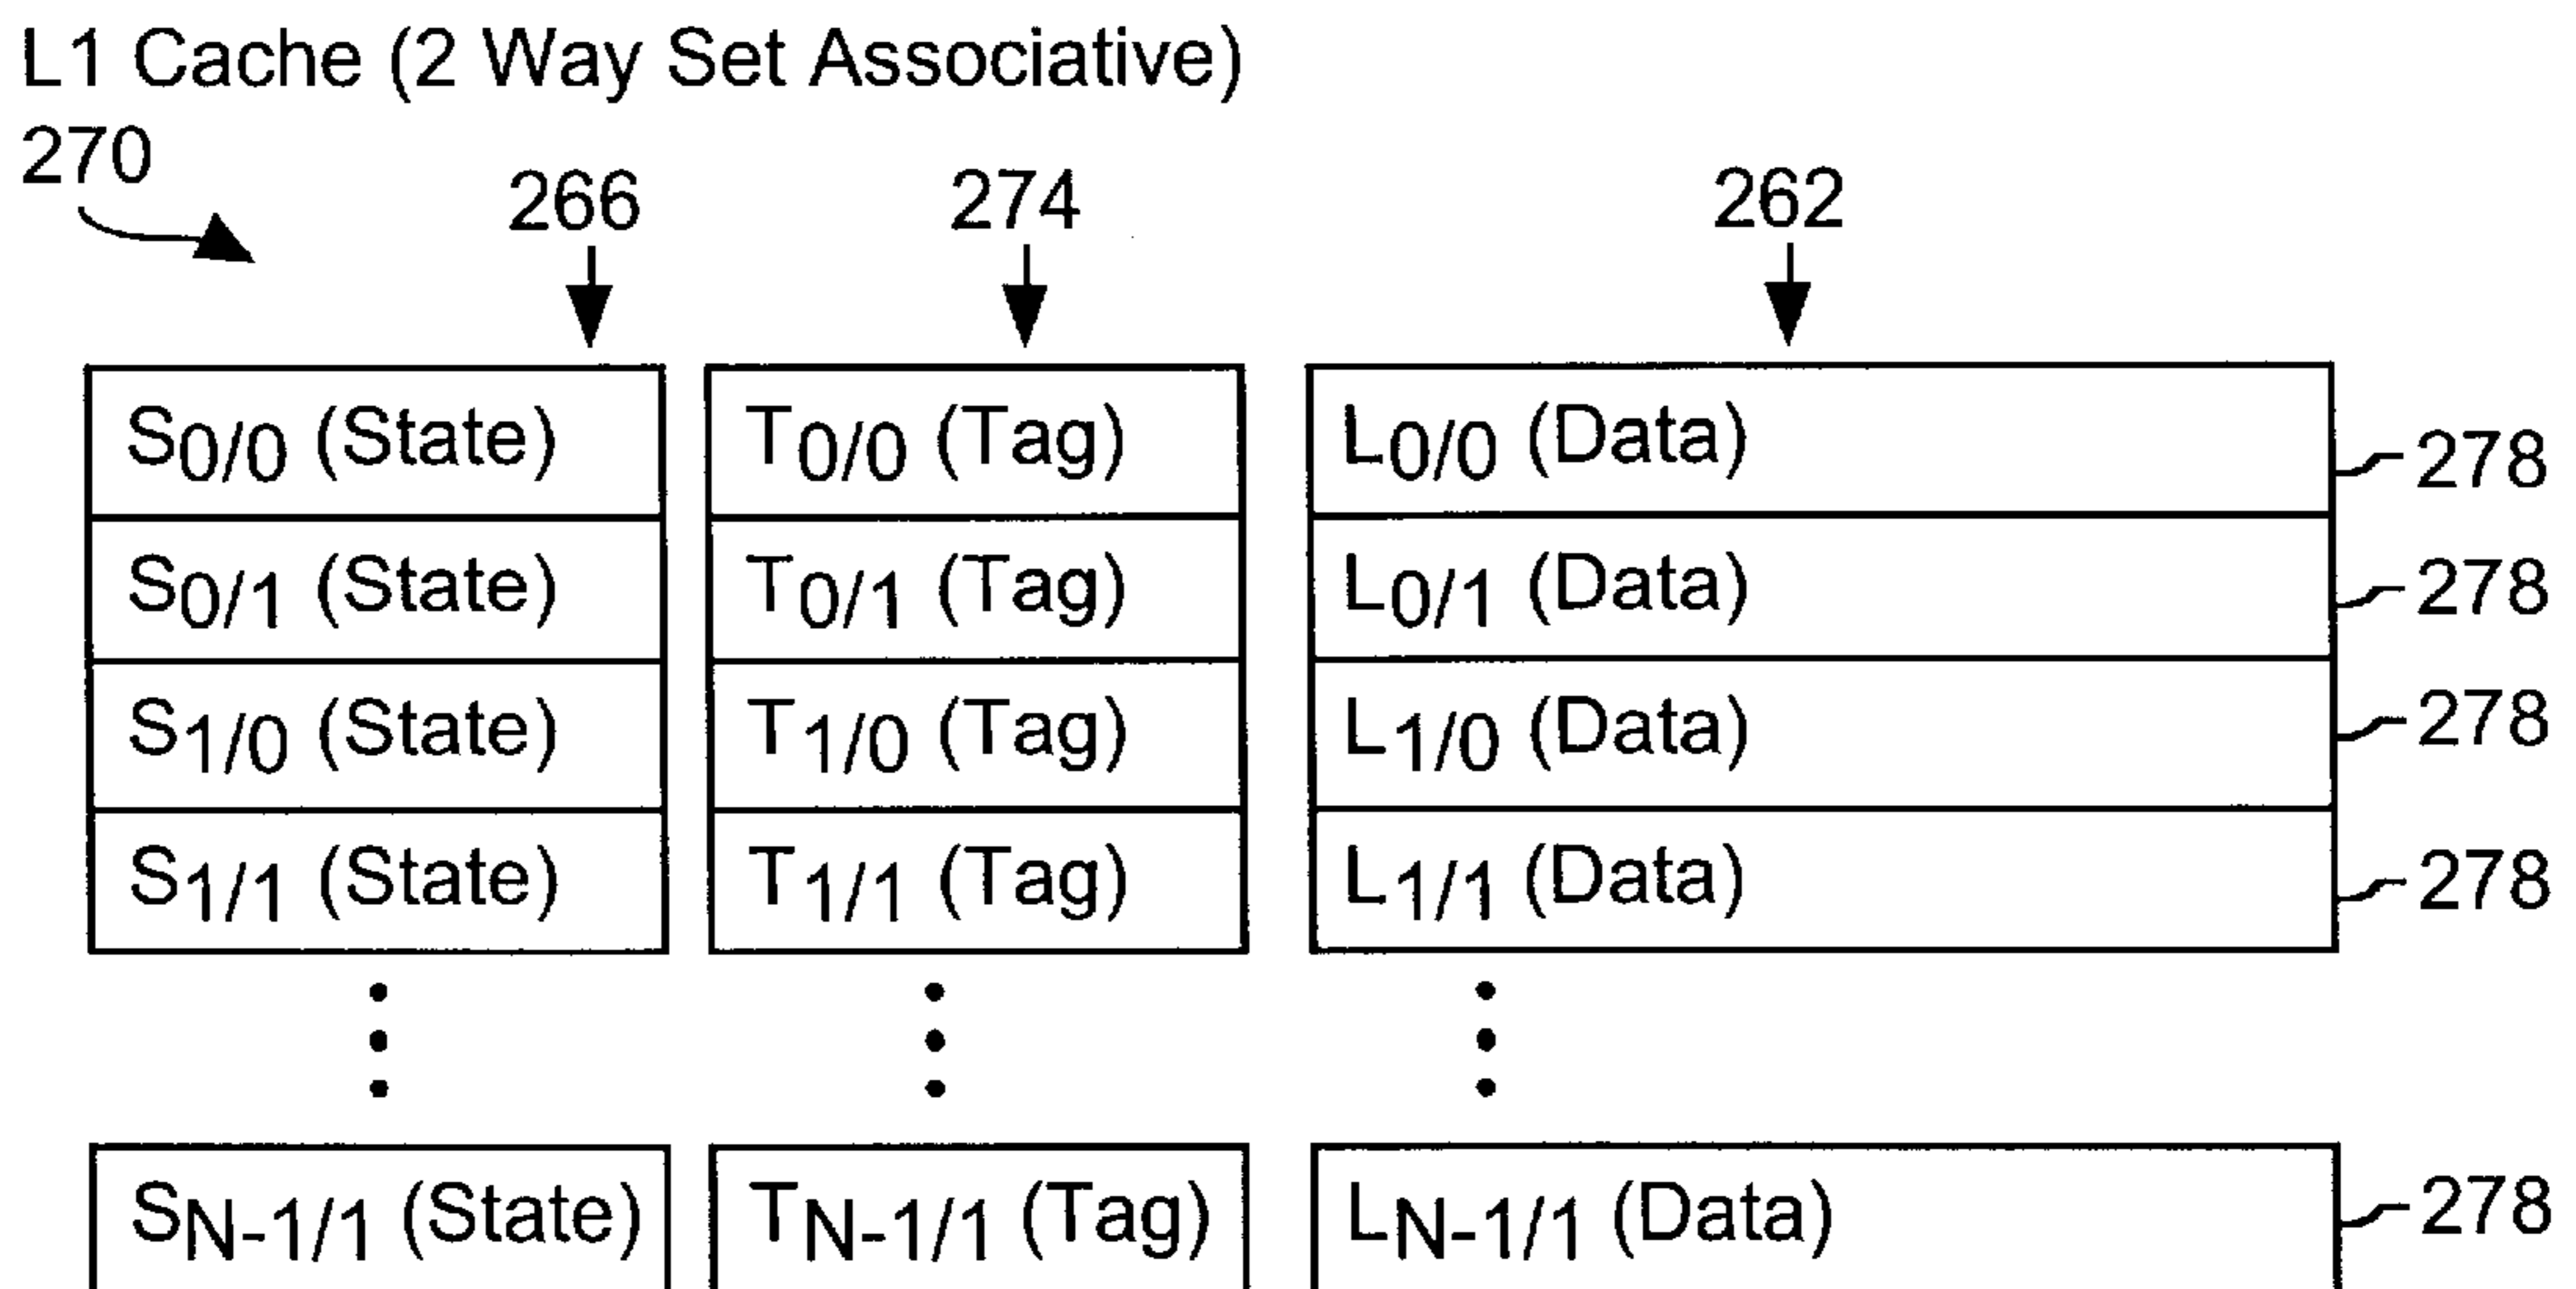 L1 Cache (2 Way Set Associative)
270
266 274 262
S0/0 (State) T0/0 (Tag) L0/0 (Data) 278
S0/1 (State) T0/1 (Tag) L0/1 (Data) 278
S1/0 (State) T1/0 (Tag) L1/0 (Data) 278
S1/1 (State) T1/1 (Tag) L1/1 (Data) 278
SN-1/1 (State) TN-1/1 (Tag) LN-1/1 (Data) 278